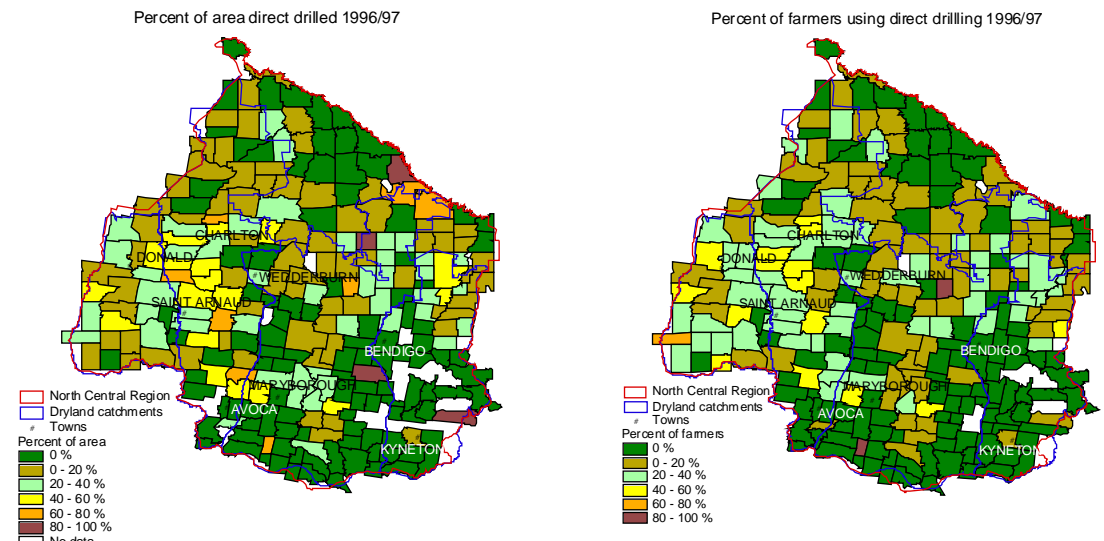 Percent of area direct drilled 1996/97
CHARLTON
DONALD
WEDDERBURN
SAINT ARNAUD
BENDIGO
MARYBOROUGH
AVOCA
KYNETON
North Central Region
Dryland catchments
# Towns
Percent of area
0 %
0 - 20 %
20 - 40 %
40 - 60 %
60 - 80 %
80 - 100 %
No data
Percent of farmers using direct drillling 1996/97
CHARLTON
DONALD
WEDDERBURN
SAINT ARNAUD
BENDIGO
MARYBOROUGH
AVOCA
KYNETON
North Central Region
Dryland catchments
# Towns
Percent of farmers
0 %
0 - 20 %
20 - 40 %
40 - 60 %
60 - 80 %
80 - 100 %